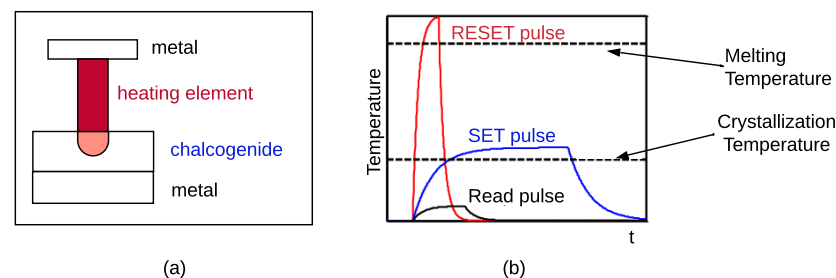 metal
heating element
chalcogenide
metal
(a)
RESET pulse
Melting
Temperature
Crystallization
Temperature
SET pulse
Read pulse
Temperature
t
(b)